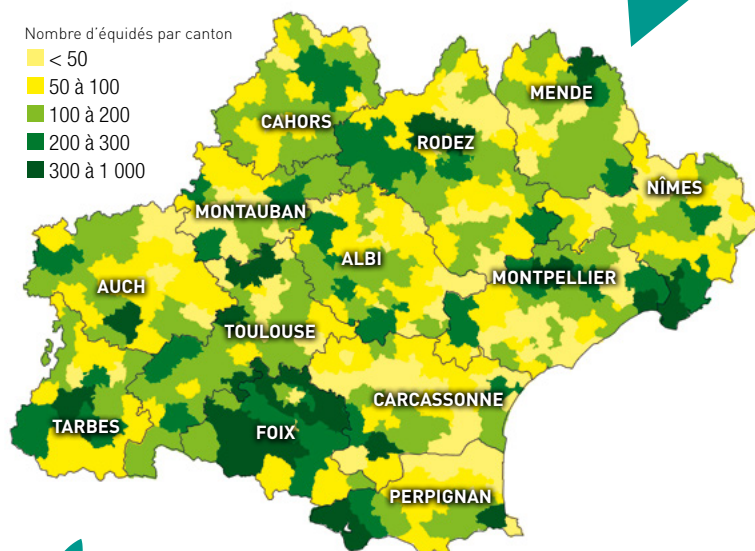 Nombre d'équidés par canton
< 50
50 à 100
100 à 200
200 à 300
300 à 1 000
MENDE
CAHORS
RODEZ
NÎMES
MONTAUBAN
ALBI
MONTPELLIER
AUCH
TOULOUSE
CARCASSONNE
TARBES
FOIX
PERPIGNAN